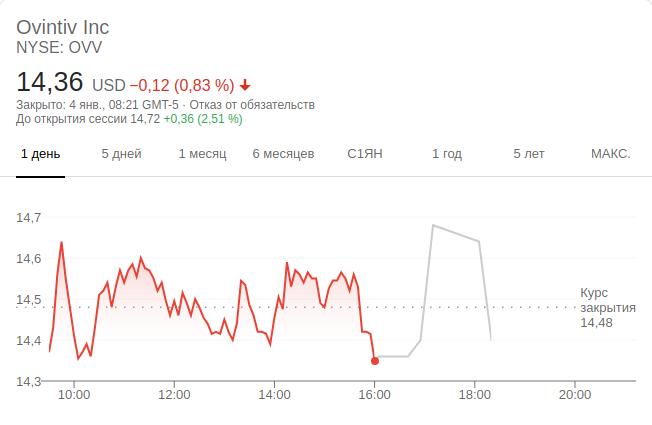 Ovintiv Inc
NYSE: OVV
14,36 USD −0,12 (0,83 %)
Закрыто: 4 янв., 08:21 GMT-5 · Отказ от обязательств
До открытия сессии 14,72 +0,36 (2,51 %)
1 день 5 дней 1 месяц 6 месяцев С1ЯН 1 год 5 лет МАКС.
14,7
14,6
14,5
14,4
14,3
Курс
закрытия
14,48
10:00 12:00 14:00 16:00 18:00 20:00